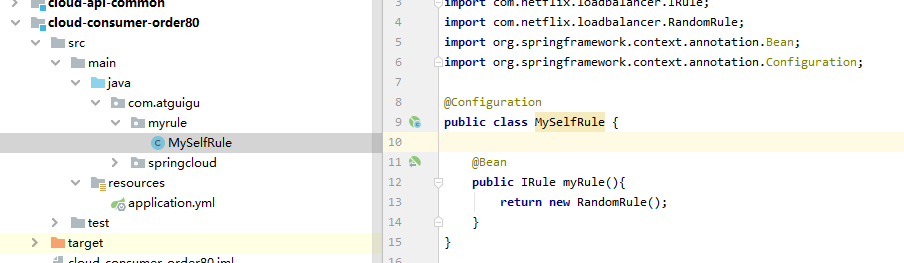 cloud-api-common
cloud-consumer-order80
src
main
java
com.atguigu
myrule
MySelfRule
springcloud
resources
application.yml
test
target
cloud-consumer-order80.iml
3 import com.netflix.loadbalancer.IRule;
4 import com.netflix.loadbalancer.RandomRule;
5 import org.springframework.context.annotation.Bean;
6 import org.springframework.context.annotation.Configuration;
7
8 @Configuration
9 public class MySelfRule {
10
11 @Bean
12 public IRule myRule(){
13 return new RandomRule();
14 }
15 }
16